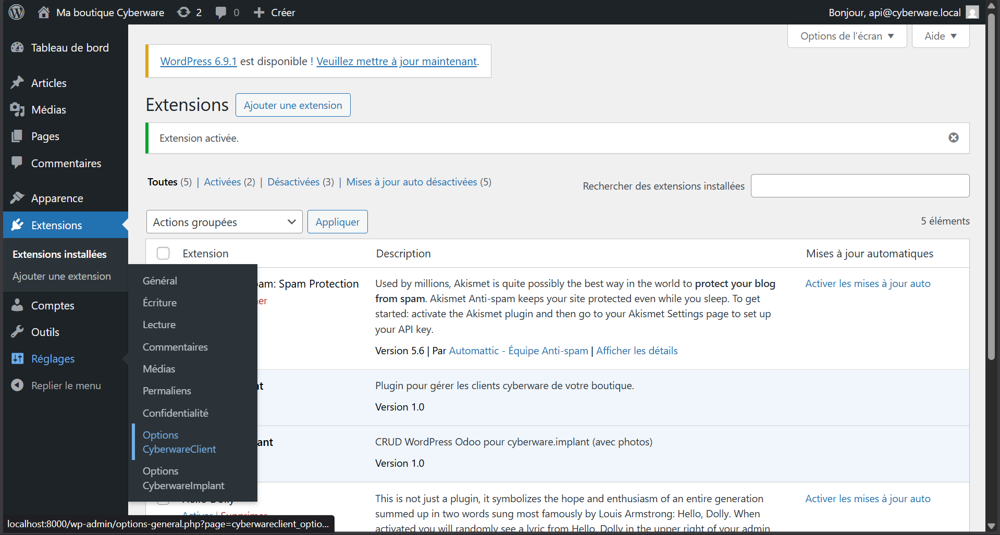 Ma boutique Cyberware
2
0
Créer
Bonjour, api@cyberware.local
Tableau de bord
Articles
Médias
Pages
Commentaires
Apparence
Extensions
Extensions installées
Ajouter une extension
Comptes
Outils
Réglages
Replier le menu
Général
Écriture
Lecture
Commentaires
Médias
Permaliens
Confidentialité
Options
CyberwareClient
Options
CyberwareImplant
Options de l’écran
Aide
WordPress 6.9.1 est disponible ! Veuillez mettre à jour maintenant.
Extensions
Ajouter une extension
Extension activée.
Toutes (5) | Activées (2) | Désactivées (3) | Mises à jour auto désactivées (5)
Rechercher des extensions installées
Actions groupées
Appliquer
5 éléments
Extension
Description
Mises à jour automatiques
am: Spam Protection
er
Used by millions, Akismet is quite possibly the best way in the world to protect your blog
from spam. Akismet Anti-spam keeps your site protected even while you sleep. To get
started: activate the Akismet plugin and then go to your Akismet Settings page to set up
your API key.
Version 5.6 | Par Automattic - Équipe Anti-spam | Afficher les détails
Activer les mises à jour auto
nt
Plugin pour gérer les clients cyberware de votre boutique.
Version 1.0
ant
CRUD WordPress Odoo pour cyberware.implant (avec photos)
Version 1.0
Hello Dolly
Activer | Supprimer
This is not just a plugin, it symbolizes the hope and enthusiasm of an entire generation
summed up in two words sung most famously by Louis Armstrong: Hello, Dolly. When
activated you will randomly see a lyric from Hello, Dolly in the upper right of your admin
Activer les mises à jour auto
localhost:8000/wp-admin/options-general.php?page=cyberwareclient_optio...